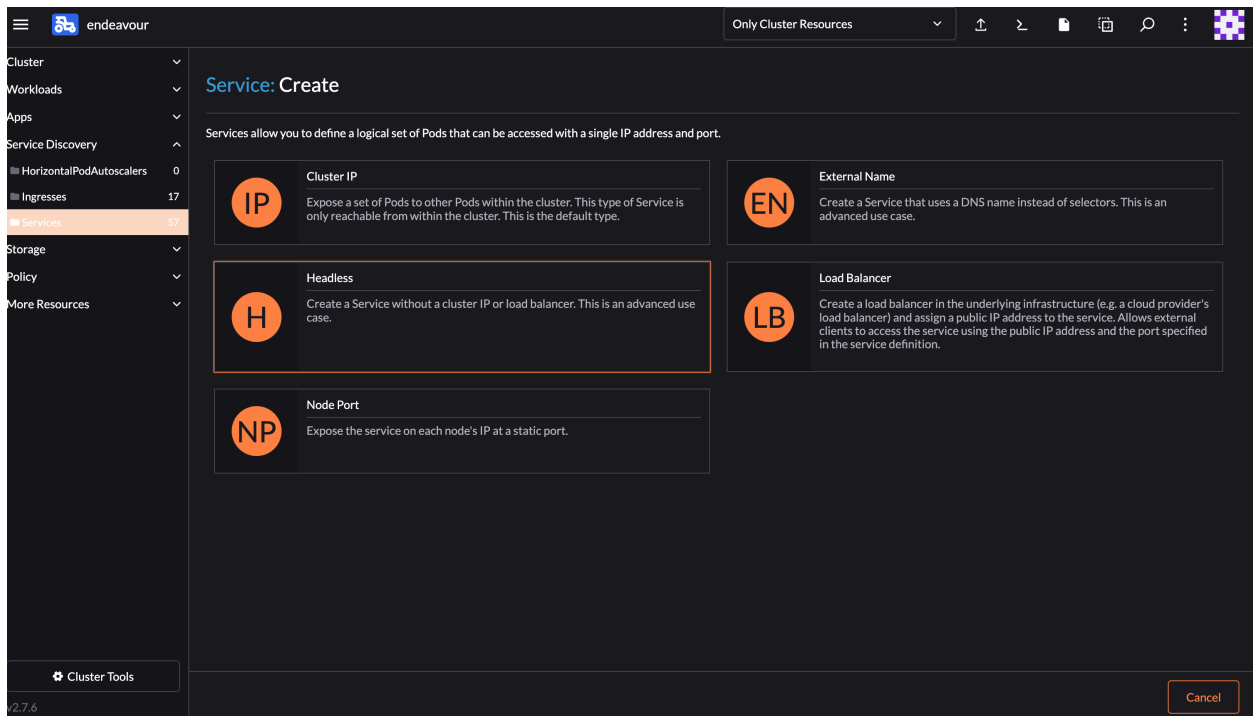 endeavour
Only Cluster Resources
Cluster
Workloads
Apps
Service Discovery
HorizontalPodAutoscalers 0
Ingresses 17
Services 57
Storage
Policy
More Resources
Cluster Tools
v2.7.6
Service: Create
Services allow you to define a logical set of Pods that can be accessed with a single IP address and port.
IP
Cluster IP
Expose a set of Pods to other Pods within the cluster. This type of Service is
only reachable from within the cluster. This is the default type.
EN
External Name
Create a Service that uses a DNS name instead of selectors. This is an
advanced use case.
H
Headless
Create a Service without a cluster IP or load balancer. This is an advanced use
case.
LB
Load Balancer
Create a load balancer in the underlying infrastructure (e.g. a cloud provider's
load balancer) and assign a public IP address to the service. Allows external
clients to access the service using the public IP address and the port specified
in the service definition.
NP
Node Port
Expose the service on each node's IP at a static port.
Cancel